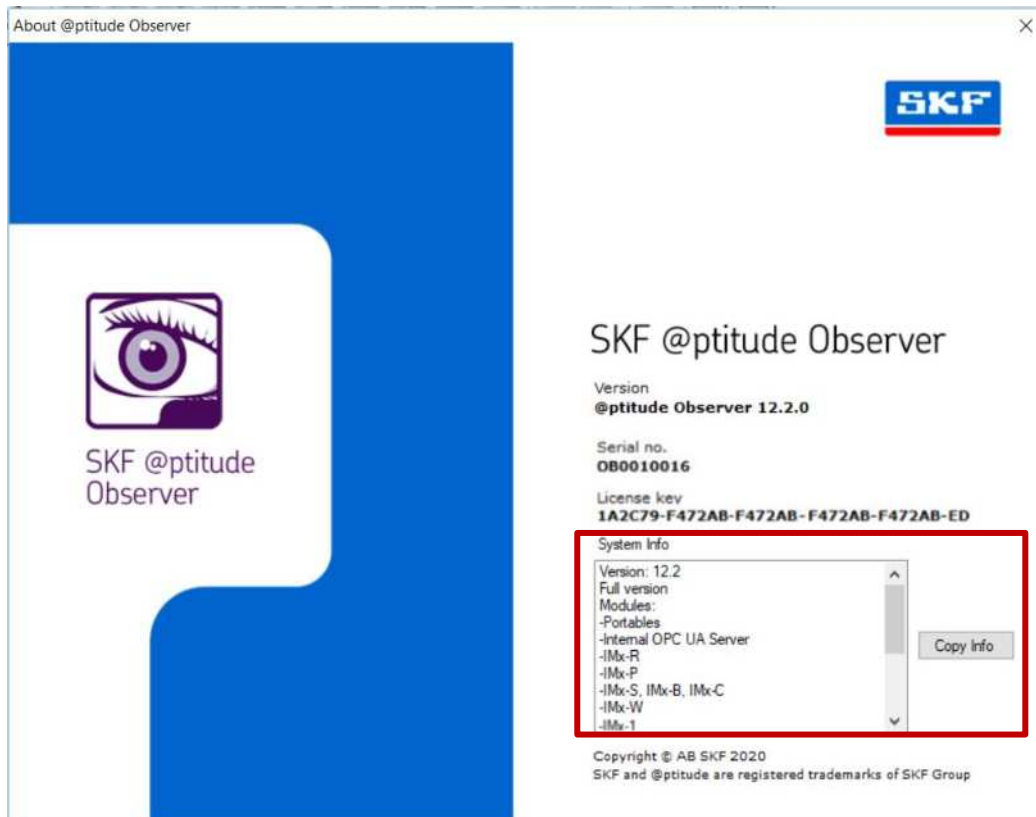 About @ptitude Observer
SKF
SKF @ptitude
Observer
SKF @ptitude Observer
Version
@ptitude Observer 12.2.0
Serial no.
OB0010016
License key
1A2C79-F472AB-F472AB-F472AB-F472AB-ED
System Info
Version: 12.2
Full version
Modules:
-Portables
-Internal OPC UA Server
-IMx-R
-IMx-P
-IMx-S, IMx-B, IMx-C
-IMx-W
-IMx-1
Copy Info
Copyright © AB SKF 2020
SKF and @ptitude are registered trademarks of SKF Group